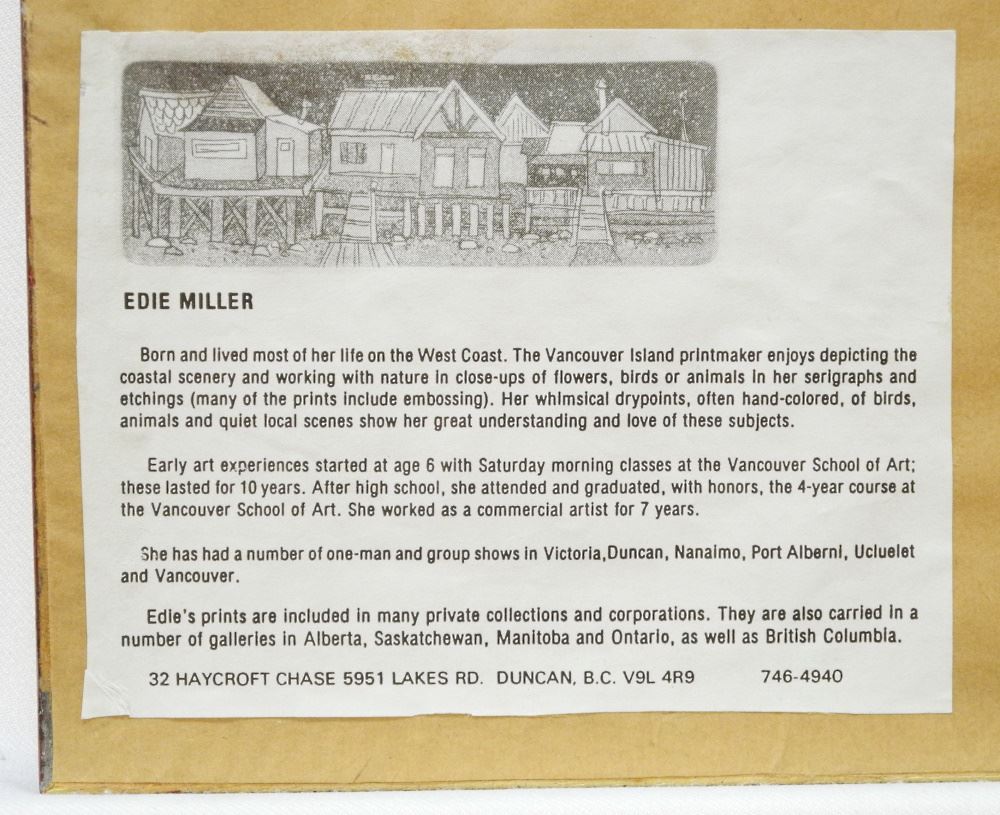 EDIE MILLER
Born and lived most of her life on the West Coast. The Vancouver Island printmaker enjoys depicting the
coastal scenery and working with nature in close-ups of flowers, birds or animals in her serigraphs and
etchings (many of the prints include embossing). Her whimsical drypoints, often hand-colored, of birds,
animals and quiet local scenes show her great understanding and love of these subjects.
Early art experiences started at age 6 with Saturday morning classes at the Vancouver School of Art;
these lasted for 10 years. After high school, she attended and graduated, with honors, the 4-year course at
the Vancouver School of Art. She worked as a commercial artist for 7 years.
She has had a number of one-man and group shows in Victoria,Duncan, Nanaimo, Port Alberni, Ucluelet
and Vancouver.
Edie's prints are included in many private collections and corporations. They are also carried in a
number of galleries in Alberta, Saskatchewan, Manitoba and Ontario, as well as British Columbia.
32 HAYCROFT CHASE 5951 LAKES RD. DUNCAN, B.C. V9L 4R9 746-4940